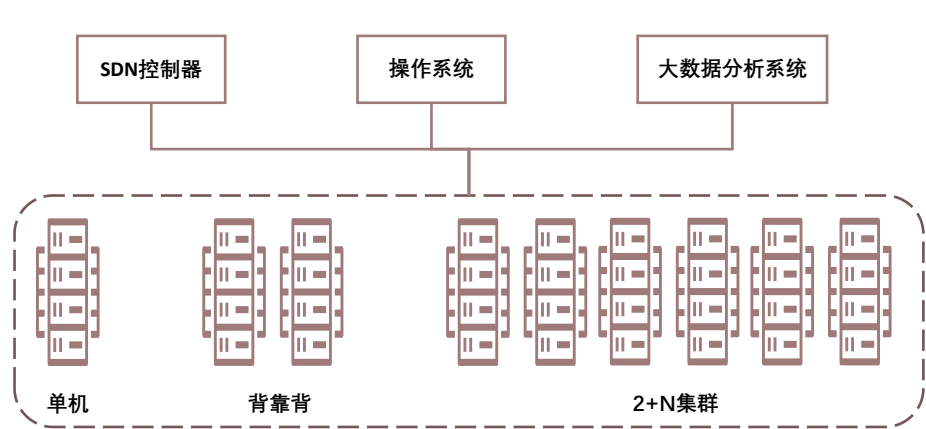 SDN控制器
操作系统
大数据分析系统
单机
背靠背
2+N集群